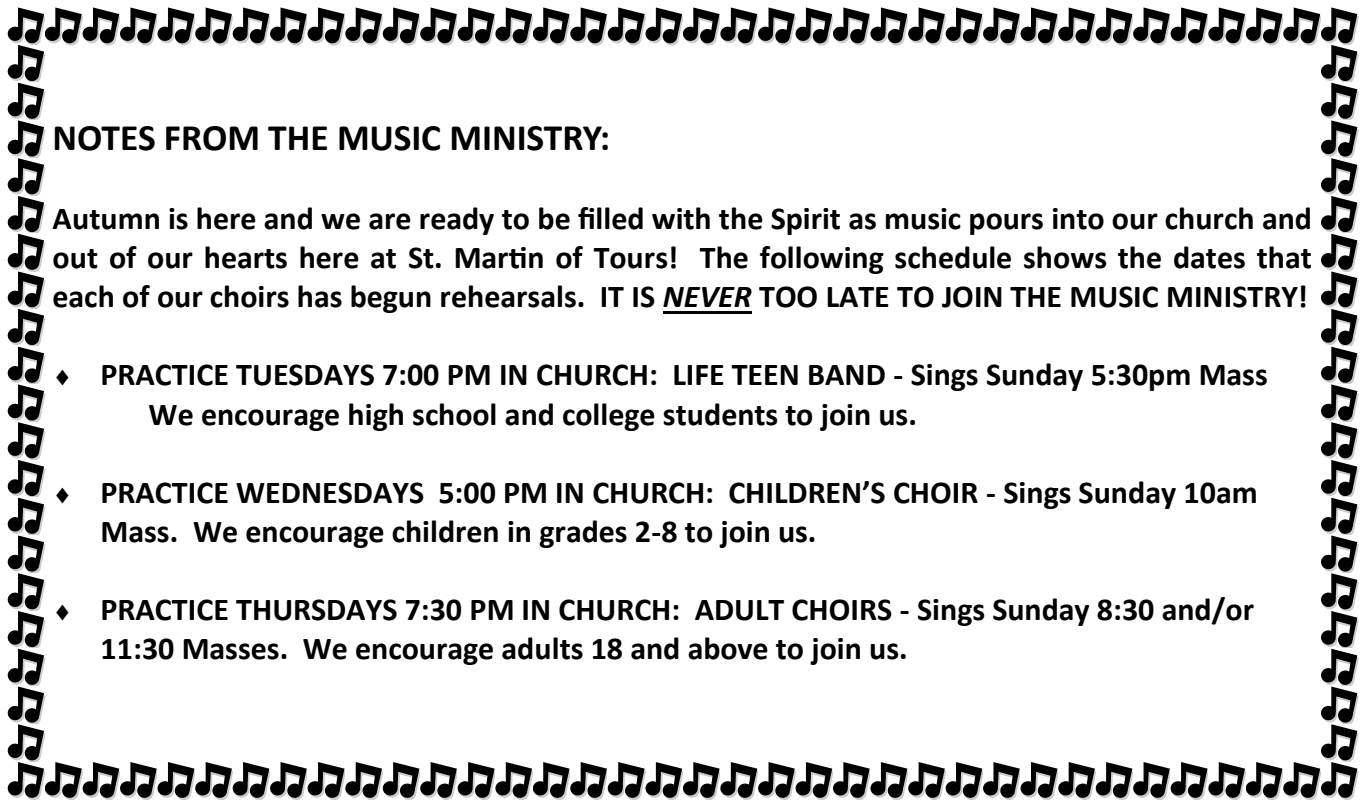 NOTES FROM THE MUSIC MINISTRY:
Autumn is here and we are ready to be filled with the Spirit as music pours into our church and
out of our hearts here at St. Martin of Tours!  The following schedule shows the dates that
each of our choirs has begun rehearsals.  IT IS NEVER TOO LATE TO JOIN THE MUSIC MINISTRY!
♦ PRACTICE TUESDAYS 7:00 PM IN CHURCH:  LIFE TEEN BAND - Sings Sunday 5:30pm Mass
We encourage high school and college students to join us.
♦ PRACTICE WEDNESDAYS  5:00 PM IN CHURCH:  CHILDREN’S CHOIR - Sings Sunday 10am
Mass.  We encourage children in grades 2-8 to join us.
♦ PRACTICE THURSDAYS 7:30 PM IN CHURCH:  ADULT CHOIRS - Sings Sunday 8:30 and/or
11:30 Masses.  We encourage adults 18 and above to join us.